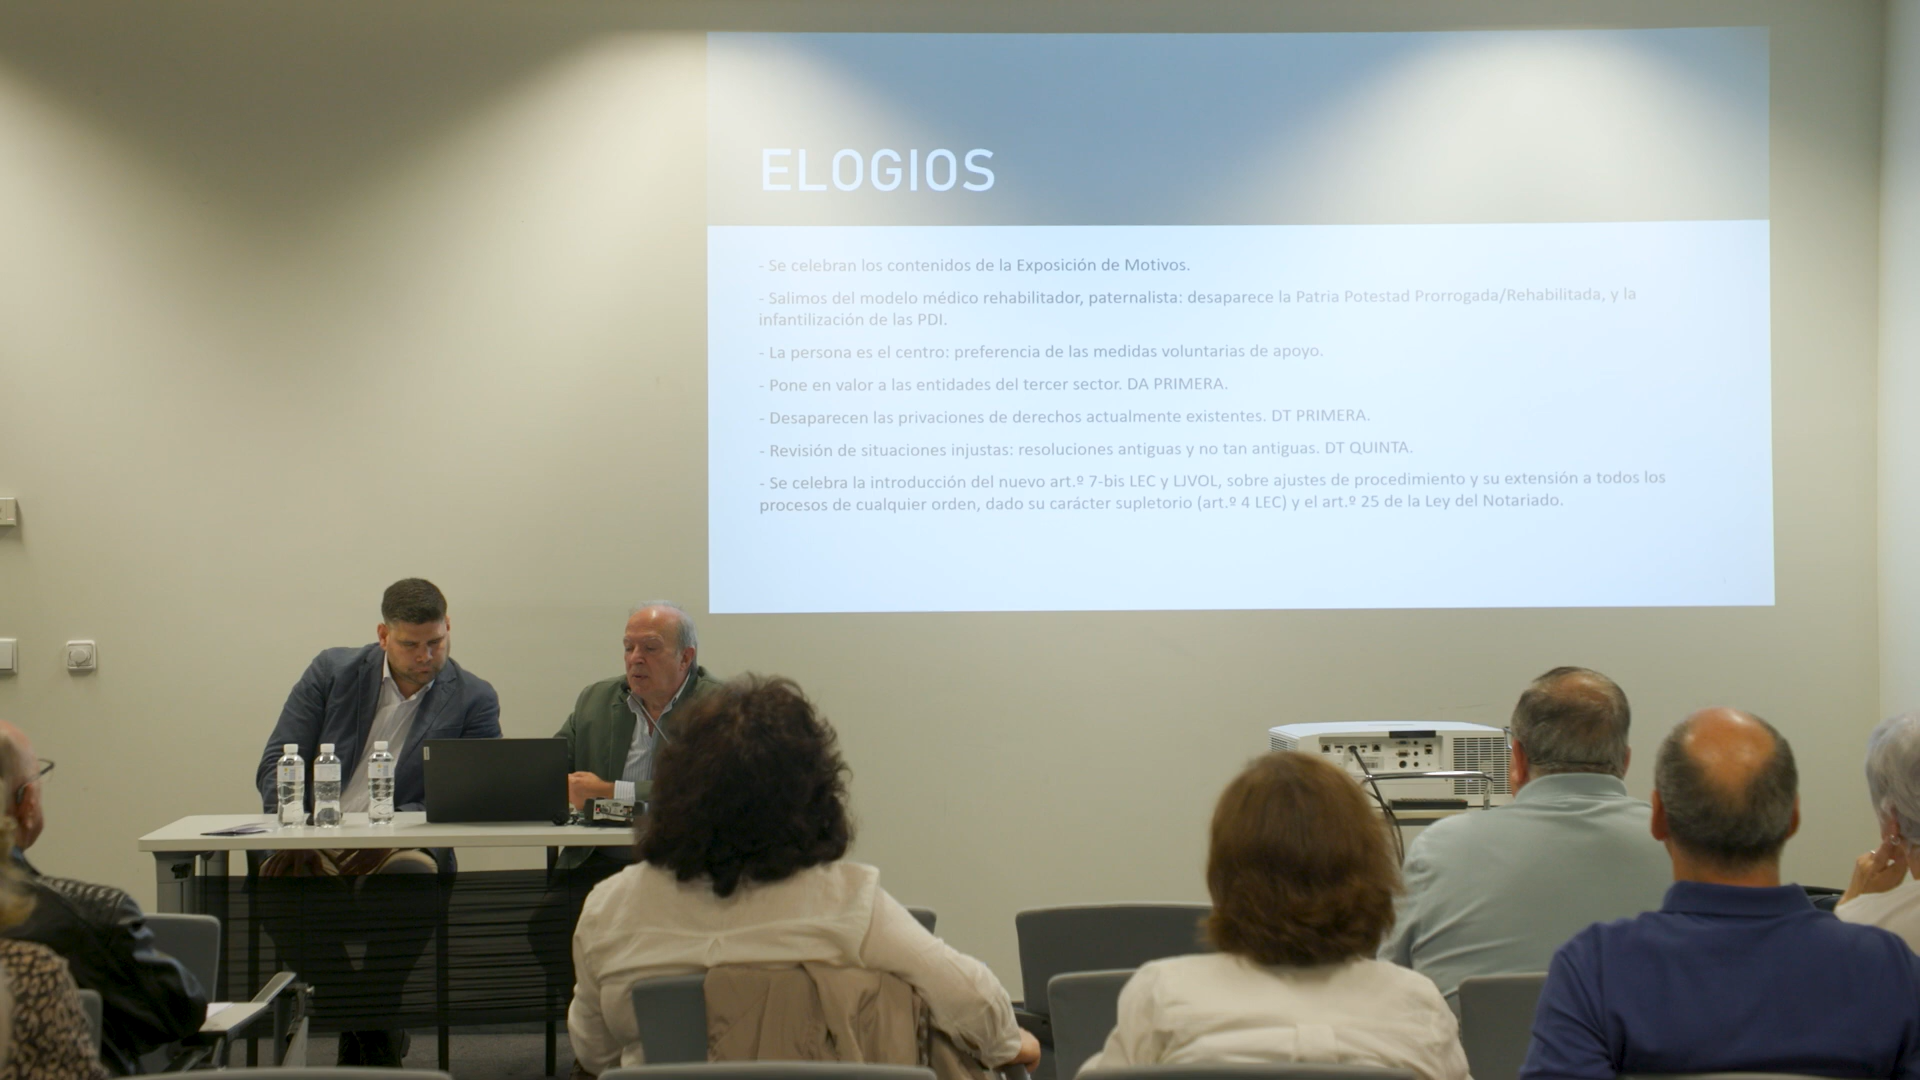 ELOGIOS
- Se celebran los contenidos de la Exposición de Motivos.
- Salimos del modelo médico rehabilitador, paternalista: desaparece la Patria Potestad Prorrogada/Rehabilitada, y la
infantilización de las PDI.
- La persona es el centro: preferencia de las medidas voluntarias de apoyo.
- Pone en valor a las entidades del tercer sector. DA PRIMERA.
- Desaparecen las privaciones de derechos actualmente existentes. DT PRIMERA.
- Revisión de situaciones injustas: resoluciones antiguas y no tan antiguas. DT QUINTA.
- Se celebra la introducción del nuevo art.º 7-bis LEC y LJVOL, sobre ajustes de procedimiento y su extensión a todos los
procesos de cualquier orden, dado su carácter supletorio (art.º 4 LEC) y el art.º 25 de la Ley del Notariado.